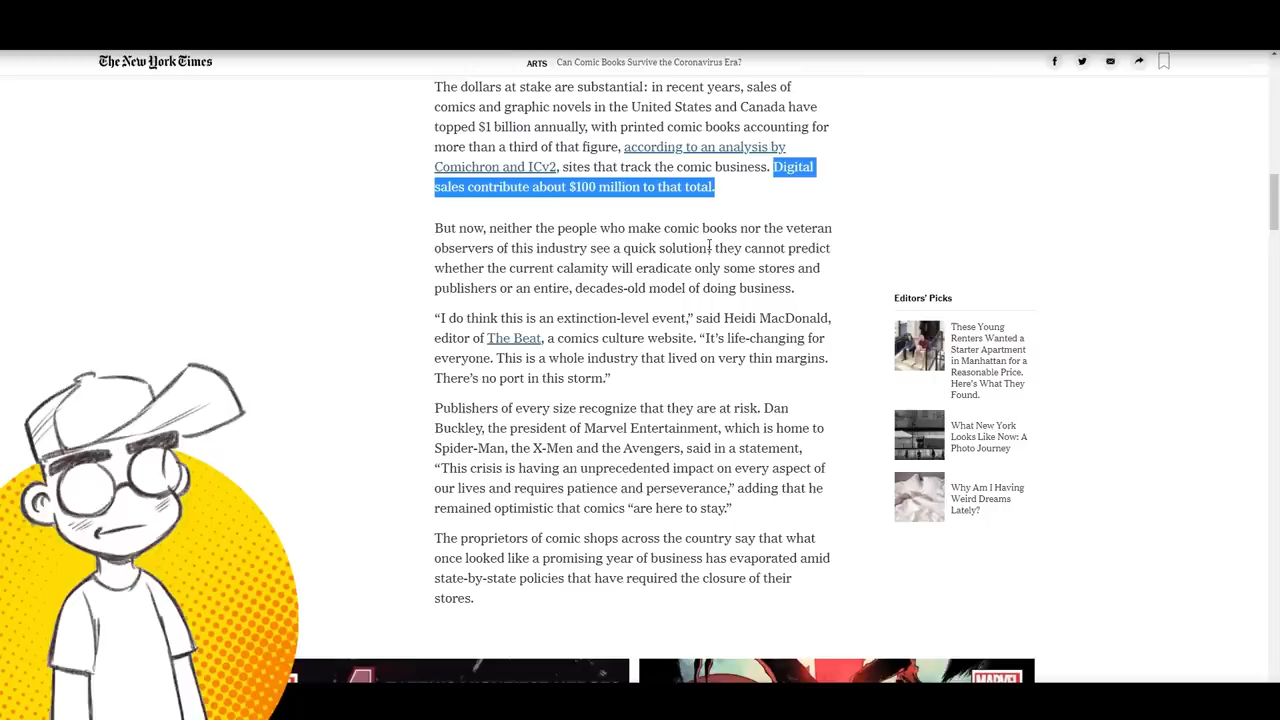 The New York Times
ARTS
Can Comic Books Survive the Coronavirus Era?
The dollars at stake are substantial: in recent years, sales of
comics and graphic novels in the United States and Canada have
topped $1 billion annually, with printed comic books accounting for
more than a third of that figure, according to an analysis by
Comichron and ICv2, sites that track the comic business. Digital
sales contribute about $100 million to that total.
But now, neither the people who make comic books nor the veteran
observers of this industry see a quick solution; they cannot predict
whether the current calamity will eradicate only some stores and
publishers or an entire, decades-old model of doing business.
“I do think this is an extinction-level event,” said Heidi MacDonald,
editor of The Beat, a comics culture website. “It’s life-changing for
everyone. This is a whole industry that lived on very thin margins.
There’s no port in this storm.”
Publishers of every size recognize that they are at risk. Dan
Buckley, the president of Marvel Entertainment, which is home to
Spider-Man, the X-Men and the Avengers, said in a statement,
“This crisis is having an unprecedented impact on every aspect of
our lives and requires patience and perseverance,” adding that he
remained optimistic that comics “are here to stay.”
The proprietors of comic shops across the country say that what
once looked like a promising year of business has evaporated amid
state-by-state policies that have required the closure of their
stores.
Editors’ Picks
These Young
Renters Wanted a
Starter Apartment
in Manhattan for a
Reasonable Price.
Here’s What They
Found.
What New York
Looks Like Now: A
Photo Journey
Why Am I Having
Weird Dreams
Lately?
MARVEL